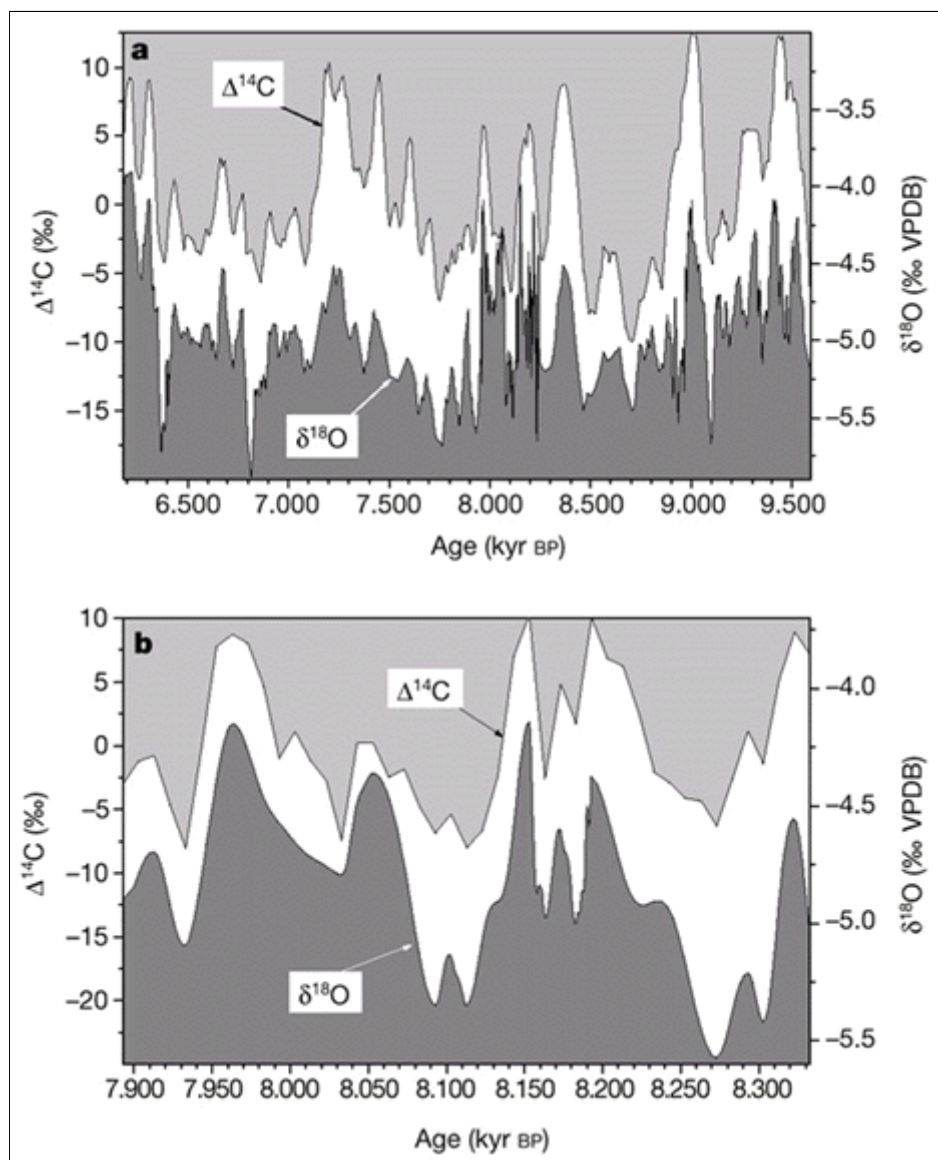 a
Δ¹⁴C
δ¹⁸O
10
5
0
−5
−10
−15
Δ¹⁴C (‰)
−3.5
−4.0
−4.5
−5.0
−5.5
δ¹⁸O (‰ VPDB)
6.500 7.000 7.500 8.000 8.500 9.000 9.500
Age (kyr BP)
b
Δ¹⁴C
δ¹⁸O
10
5
0
−5
−10
−15
−20
Δ¹⁴C (‰)
−4.0
−4.5
−5.0
−5.5
δ¹⁸O (‰ VPDB)
7.900 7.950 8.000 8.050 8.100 8.150 8.200 8.250 8.300
Age (kyr BP)